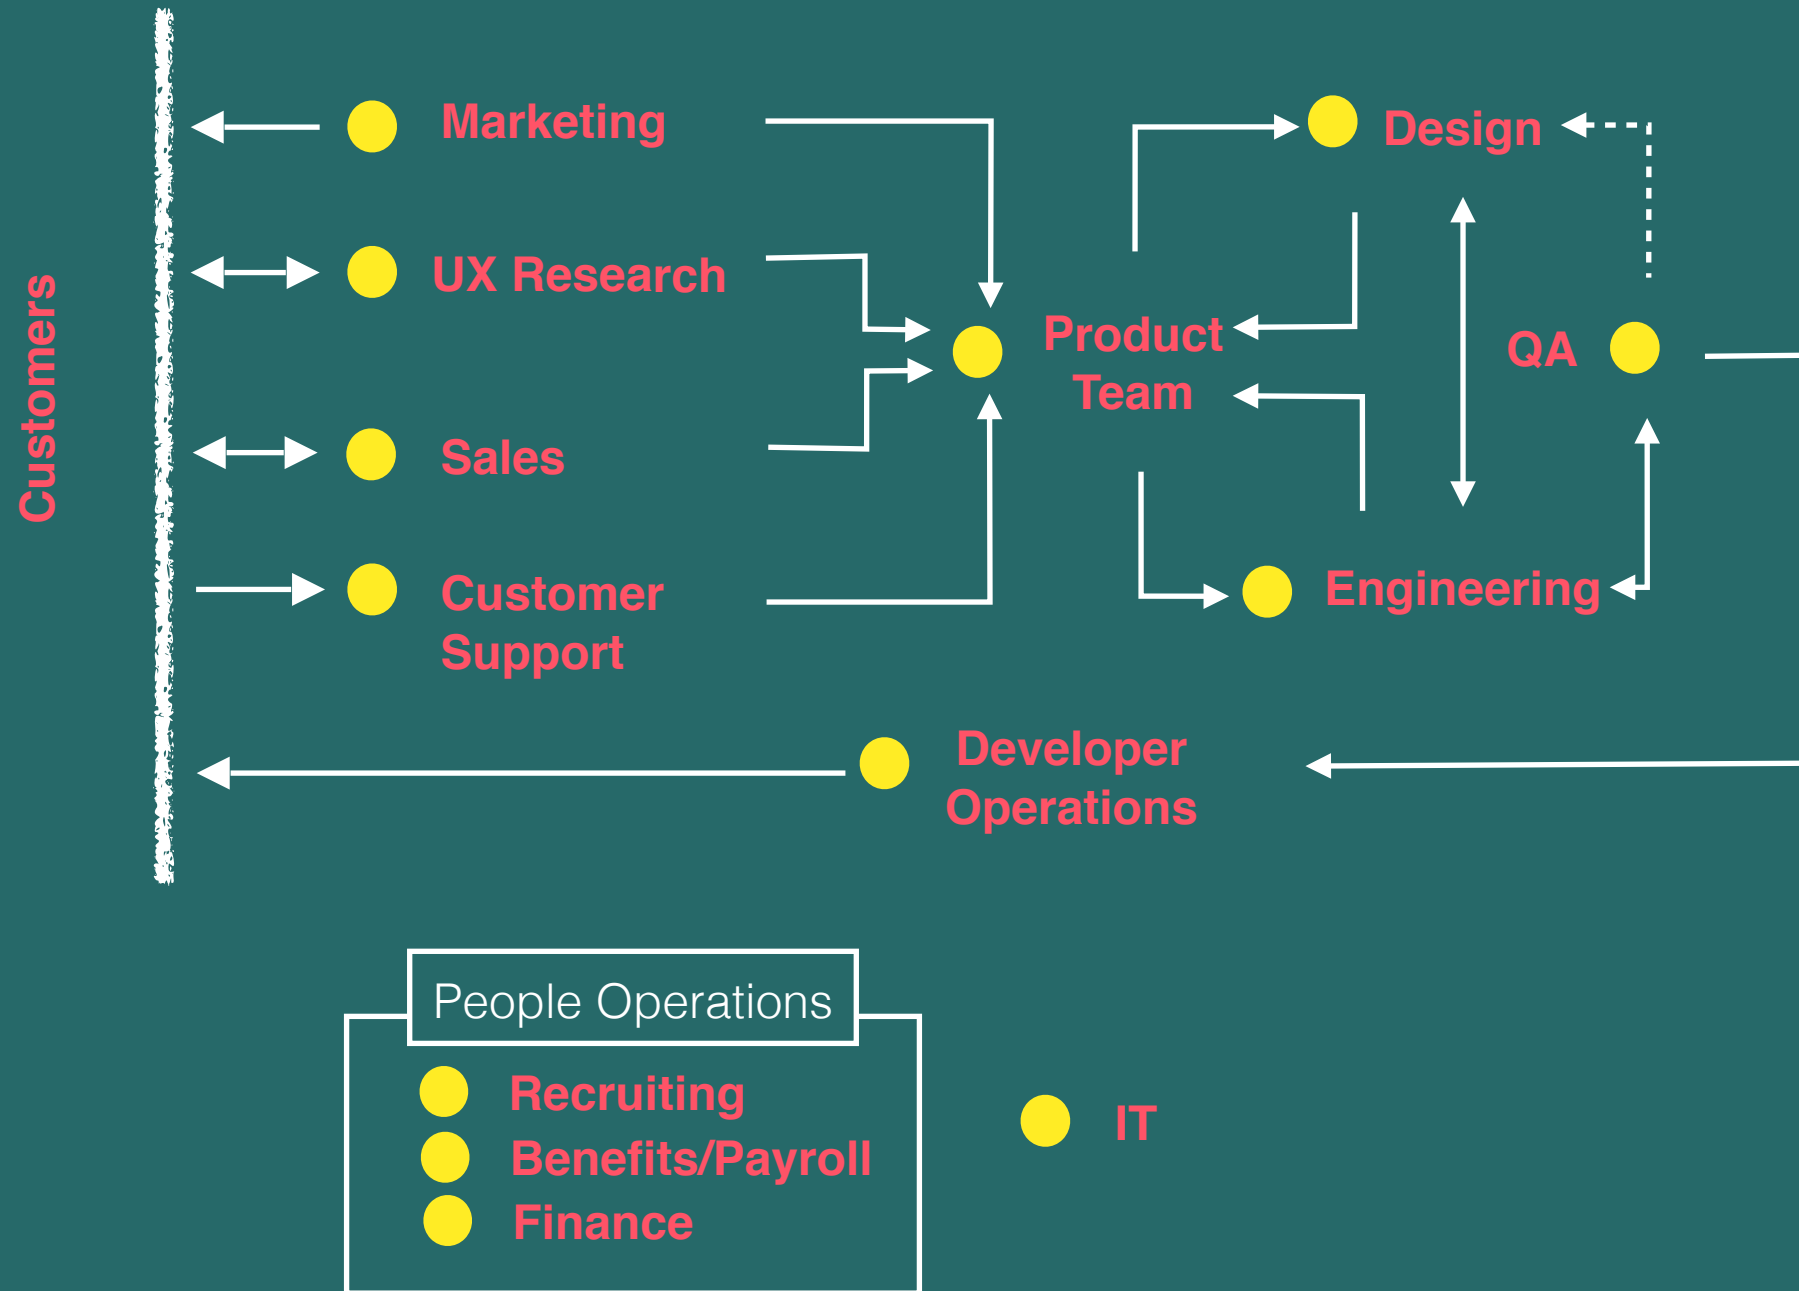 Customers
Marketing
UX Research
Sales
Customer
Support
Product
Team
Design
QA
Engineering
Developer
Operations
People Operations
Recruiting
Benefits/Payroll
Finance
IT